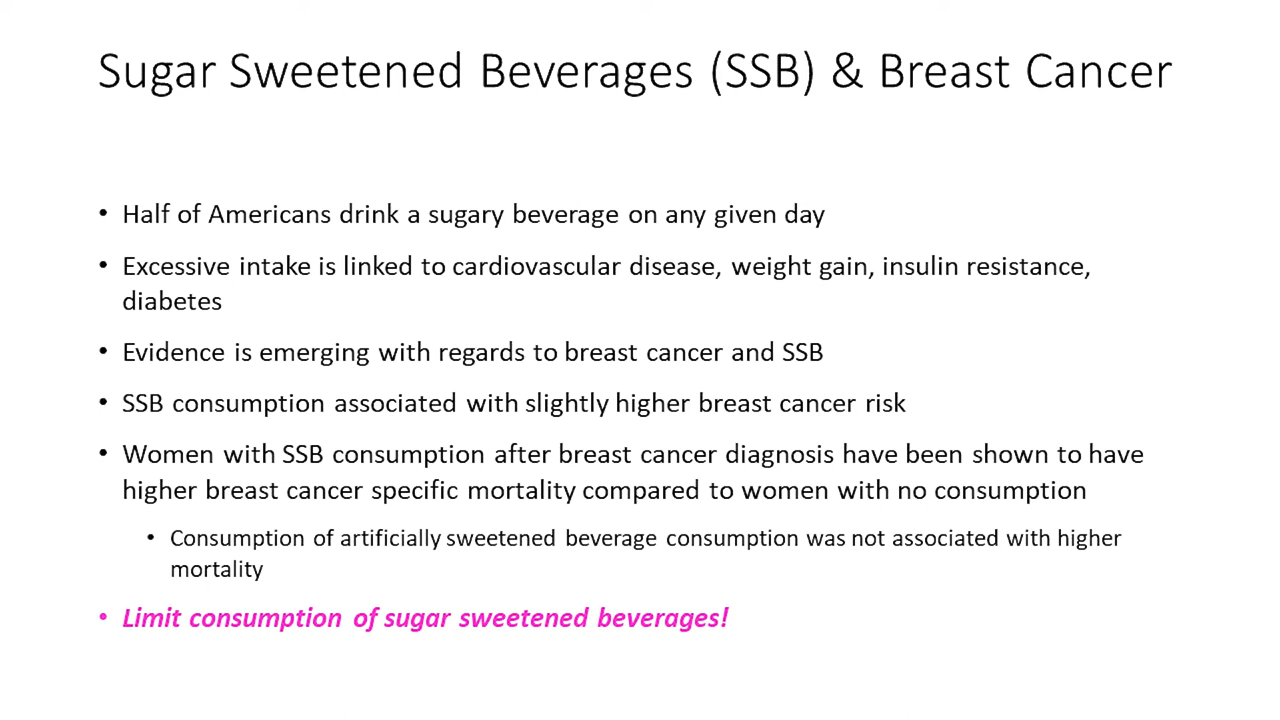 Sugar Sweetened Beverages (SSB) & Breast Cancer
• Half of Americans drink a sugary beverage on any given day
• Excessive intake is linked to cardiovascular disease, weight gain, insulin resistance,
diabetes
• Evidence is emerging with regards to breast cancer and SSB
• SSB consumption associated with slightly higher breast cancer risk
• Women with SSB consumption after breast cancer diagnosis have been shown to have
higher breast cancer specific mortality compared to women with no consumption
• Consumption of artificially sweetened beverage consumption was not associated with higher
mortality
• Limit consumption of sugar sweetened beverages!